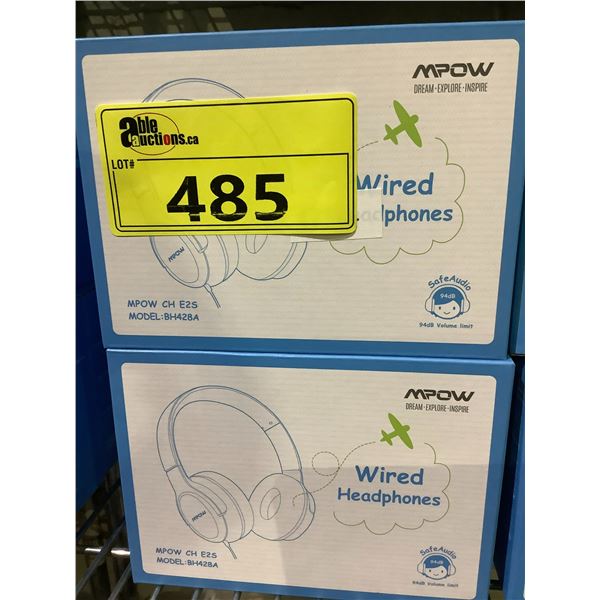 MPOW
DREAM·EXPLORE·INSPIRE
able
auctions.ca
LOT#
485
Wired
adphones
MPOW
MPOW CH E2S
MODEL:BH428A
SafeAudio
94dB
94dB Volume limit
MPOW
DREAM·EXPLORE·INSPIRE
Wired
Headphones
MPOW
MPOW CH E2S
MODEL:BH428A
SafeAudio
94dB
94dB Volume limit